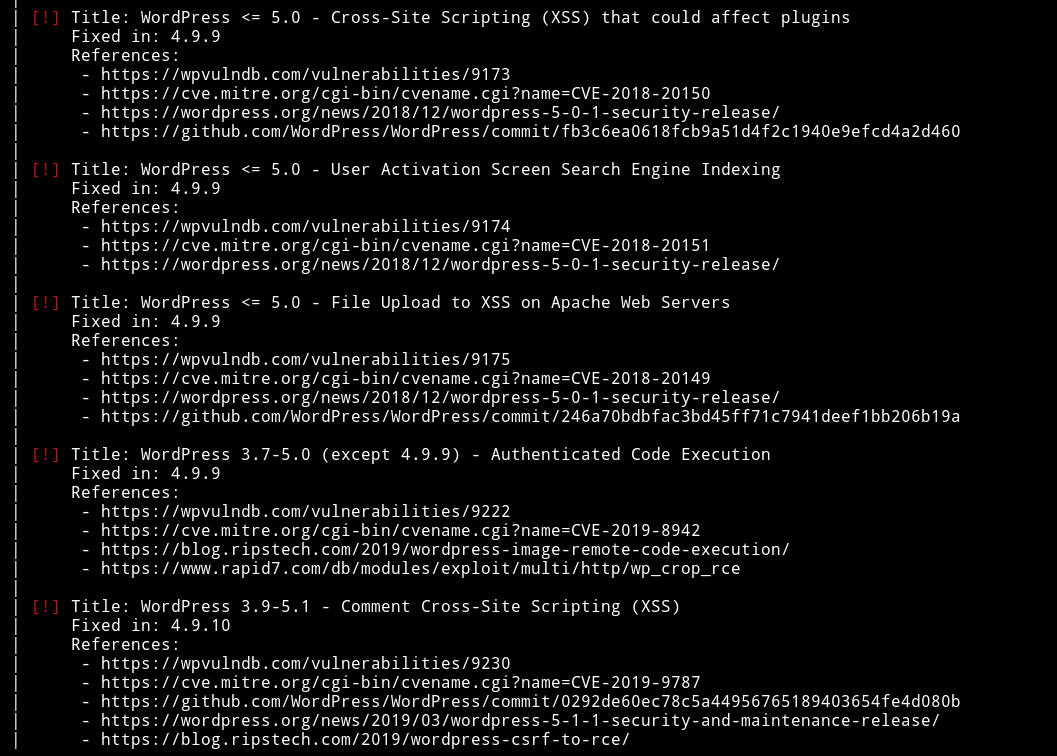 |
| [!] Title: WordPress <= 5.0 - Cross-Site Scripting (XSS) that could affect plugins
|     Fixed in: 4.9.9
|     References:
|      - https://wpvulndb.com/vulnerabilities/9173
|      - https://cve.mitre.org/cgi-bin/cvename.cgi?name=CVE-2018-20150
|      - https://wordpress.org/news/2018/12/wordpress-5-0-1-security-release/
|      - https://github.com/WordPress/WordPress/commit/fb3c6ea0618fcb9a51d4f2c1940e9efcd4a2d460
|
| [!] Title: WordPress <= 5.0 - User Activation Screen Search Engine Indexing
|     Fixed in: 4.9.9
|     References:
|      - https://wpvulndb.com/vulnerabilities/9174
|      - https://cve.mitre.org/cgi-bin/cvename.cgi?name=CVE-2018-20151
|      - https://wordpress.org/news/2018/12/wordpress-5-0-1-security-release/
|
| [!] Title: WordPress <= 5.0 - File Upload to XSS on Apache Web Servers
|     Fixed in: 4.9.9
|     References:
|      - https://wpvulndb.com/vulnerabilities/9175
|      - https://cve.mitre.org/cgi-bin/cvename.cgi?name=CVE-2018-20149
|      - https://wordpress.org/news/2018/12/wordpress-5-0-1-security-release/
|      - https://github.com/WordPress/WordPress/commit/246a70bdbfac3bd45ff71c7941deef1bb206b19a
|
| [!] Title: WordPress 3.7-5.0 (except 4.9.9) - Authenticated Code Execution
|     Fixed in: 4.9.9
|     References:
|      - https://wpvulndb.com/vulnerabilities/9222
|      - https://cve.mitre.org/cgi-bin/cvename.cgi?name=CVE-2019-8942
|      - https://blog.ripstech.com/2019/wordpress-image-remote-code-execution/
|      - https://www.rapid7.com/db/modules/exploit/multi/http/wp_crop_rce
|
| [!] Title: WordPress 3.9-5.1 - Comment Cross-Site Scripting (XSS)
|     Fixed in: 4.9.10
|     References:
|      - https://wpvulndb.com/vulnerabilities/9230
|      - https://cve.mitre.org/cgi-bin/cvename.cgi?name=CVE-2019-9787
|      - https://github.com/WordPress/WordPress/commit/0292de60ec78c5a44956765189403654fe4d080b
|      - https://wordpress.org/news/2019/03/wordpress-5-1-1-security-and-maintenance-release/
|      - https://blog.ripstech.com/2019/wordpress-csrf-to-rce/